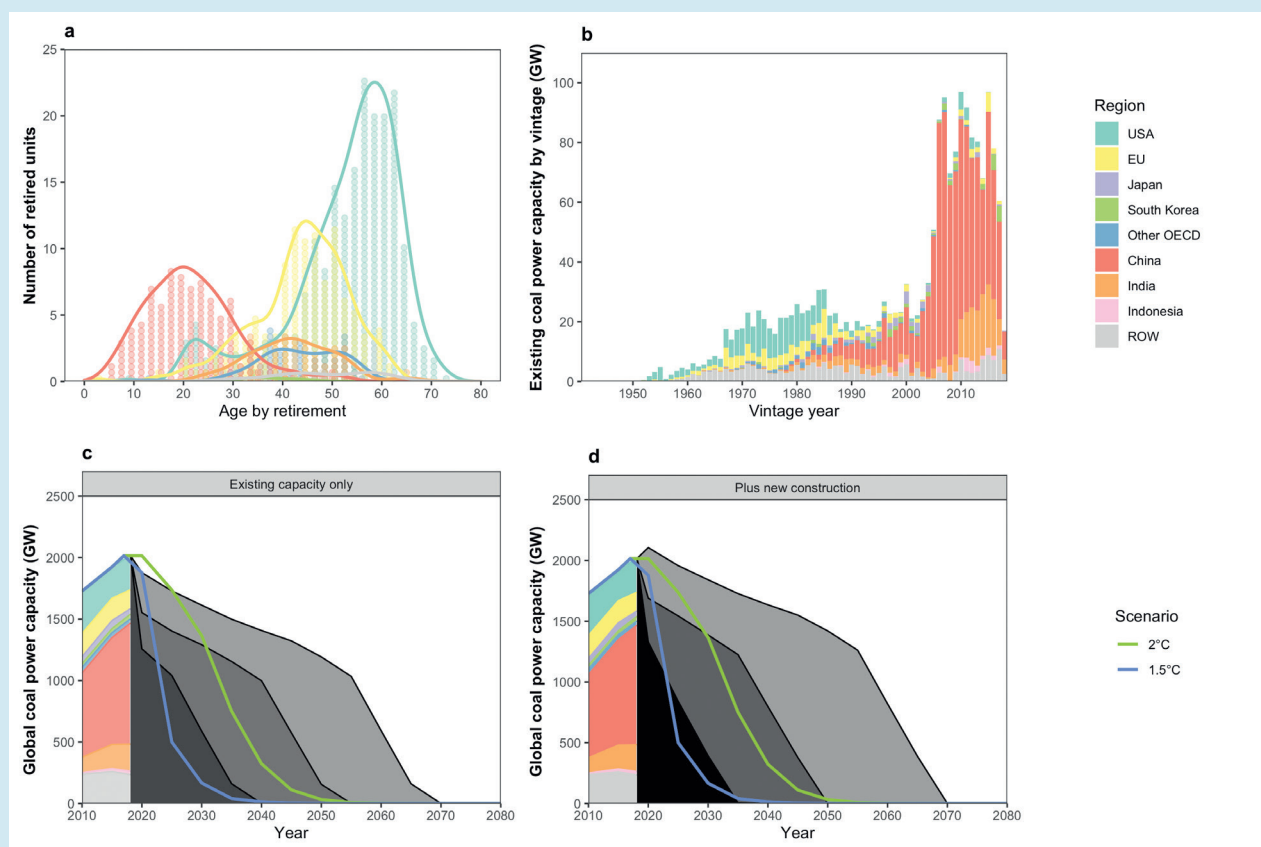 a
25
20
15
10
5
0
Number of retired units
0 10 20 30 40 50 60 70 80
Age by retirement
b
100
80
60
40
20
0
Existing coal power capacity by vintage (GW)
1950 1960 1970 1980 1990 2000 2010
Vintage year
Region
USA
EU
Japan
South Korea
Other OECD
China
India
Indonesia
ROW
c
Existing capacity only
2500
2000
1500
1000
500
0
Global coal power capacity (GW)
2010 2020 2030 2040 2050 2060 2070 2080
Year
d
Plus new construction
2500
2000
1500
1000
500
0
Global coal power capacity (GW)
2010 2020 2030 2040 2050 2060 2070 2080
Year
Scenario
2°C
1.5°C